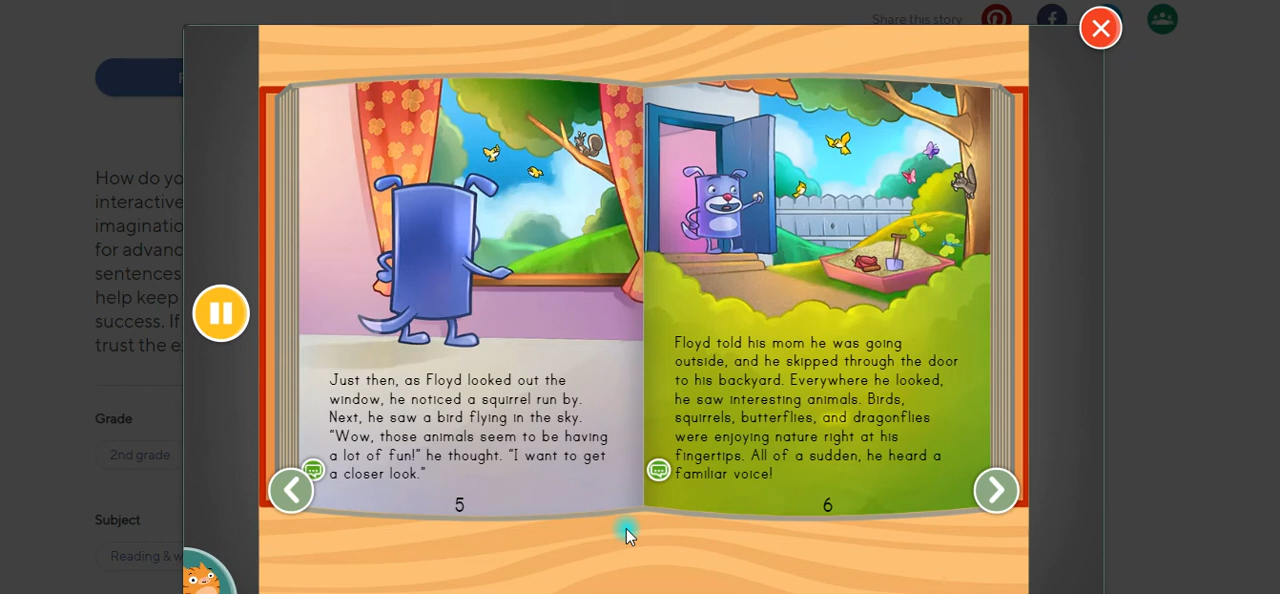 Share this story
How do yo
interactive
imaginatio
for advanc
sentences
help keep
success. If
trust the e
Grade
2nd grade
Subject
Reading & w
Just then, as Floyd looked out the
window, he noticed a squirrel run by.
Next, he saw a bird flying in the sky.
“Wow, those animals seem to be having
a lot of fun!” he thought. “I want to get
a closer look.”
5
Floyd told his mom he was going
outside, and he skipped through the door
to his backyard. Everywhere he looked,
he saw interesting animals. Birds,
squirrels, butterflies, and dragonflies
were enjoying nature right at his
fingertips. All of a sudden, he heard a
familiar voice!
6